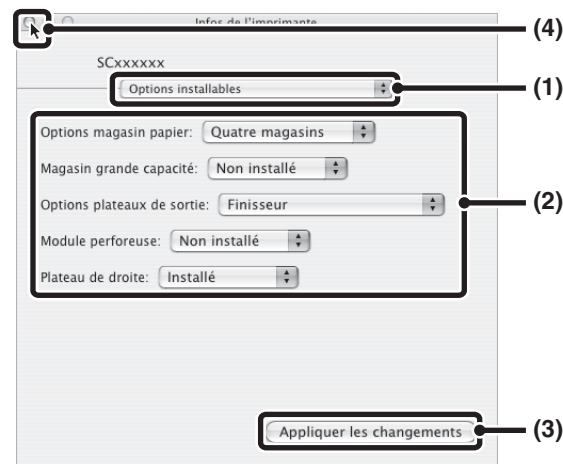 Infos de l'imprimante (4)
SCxxxxxx
Options installables (1)
Options magasin papier: Quatre magasins
Magasin grande capacité: Non installé
Options plateaux de sortie: Finisseur (2)
Module perforeuse: Non installé
Plateau de droite: Installé
Appliquer les changements (3)